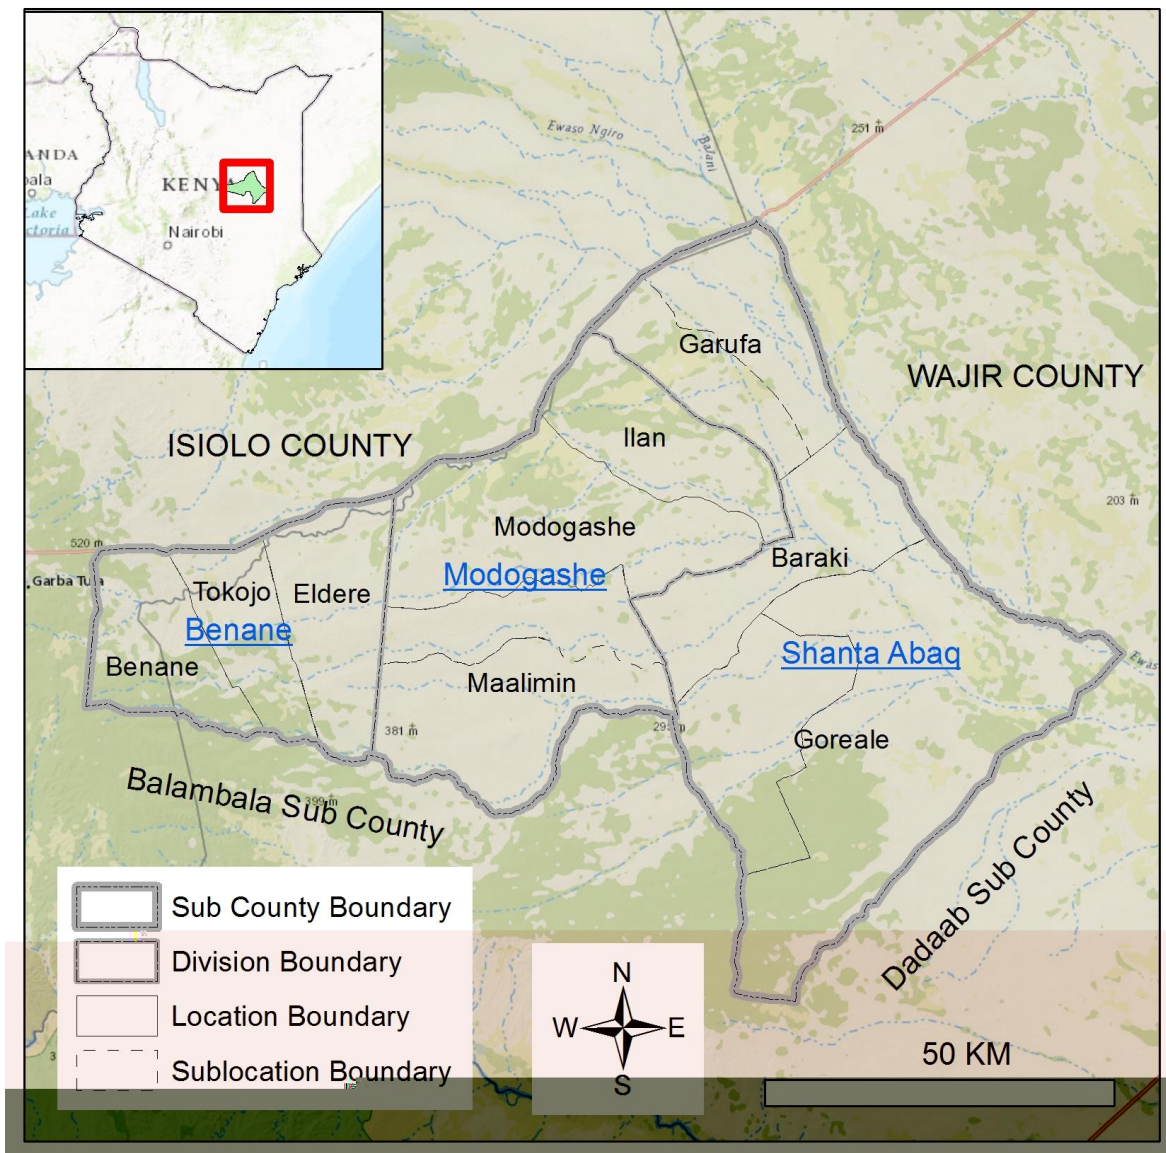 ANDA
KENYA
Nairobi
Lake
Ewaso Ngiro
Balani
251 m
Garufa
WAJIR COUNTY
ISIOLO COUNTY
Ilan
203 m
Modogashe
520 m
Baraki
Modogashe
Garba Tula
Tokojo
Eldere
Benane
Shanta Abaq
Benane
Maalimin
381 m
Goreale
Balambala Sub County
399 m
Dadaab Sub County
Sub County Boundary
Division Boundary
Location Boundary
Sublocation Boundary
N
W
E
S
50 KM